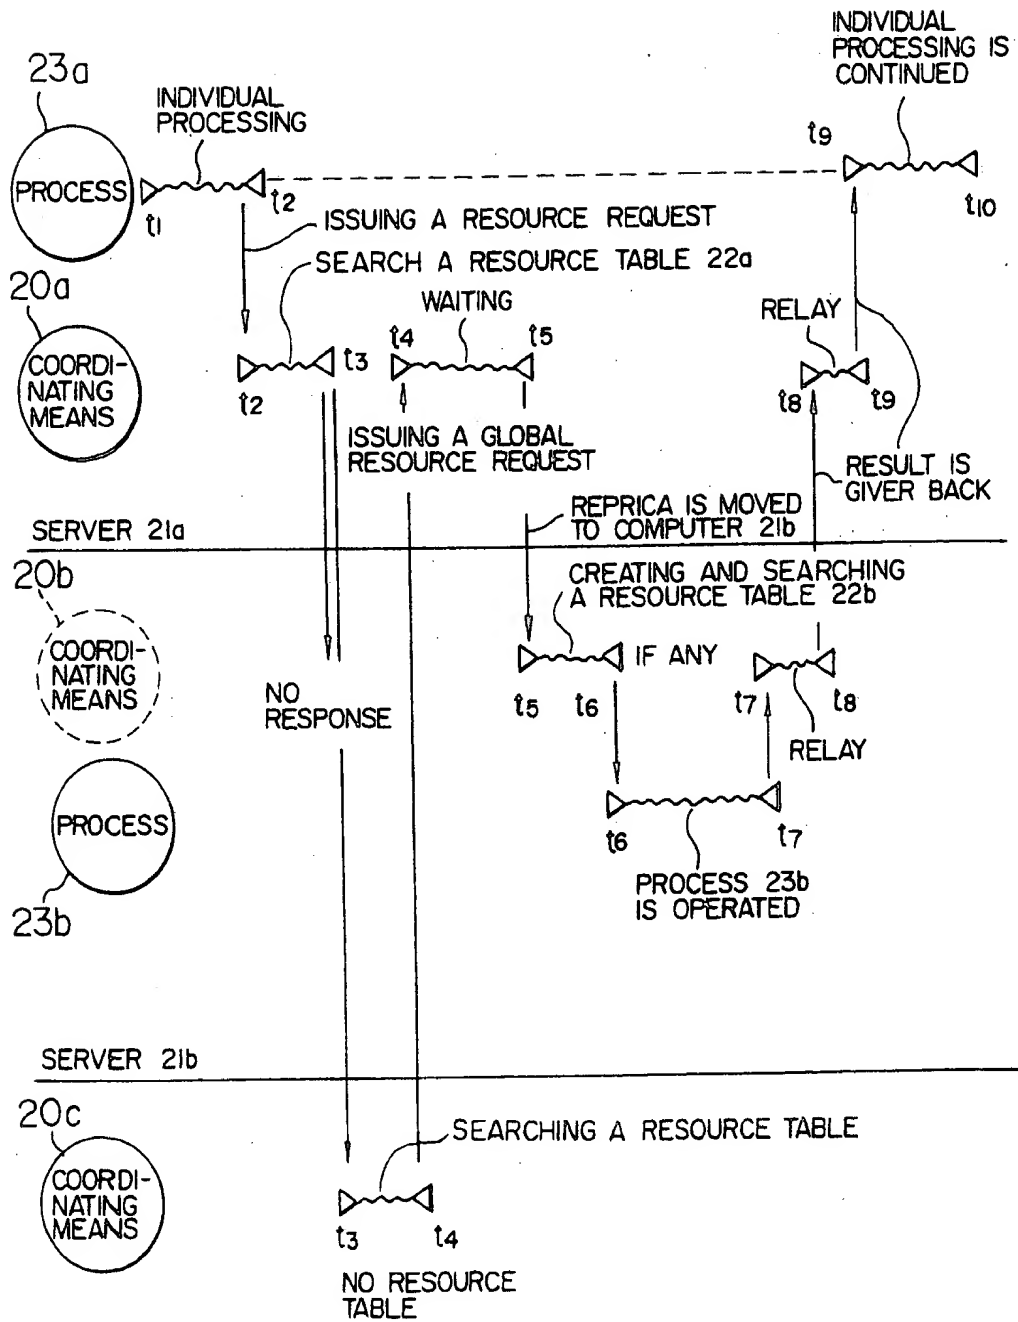 INDIVIDUAL
PROCESSING IS
CONTINUED
23a
INDIVIDUAL
PROCESSING
PROCESS
t1
t2
t9
t10
ISSUING A RESOURCE REQUEST
SEARCH A RESOURCE TABLE 22a
20a
WAITING
RELAY
COORDI-
NATING
MEANS
t2
t3
t4
t5
t8
t9
ISSUING A GLOBAL
RESOURCE REQUEST
RESULT IS
GIVER BACK
REPRICA IS MOVED
TO COMPUTER 21b
SERVER 21a
20b
CREATING AND SEARCHING
A RESOURCE TABLE 22b
COORDI-
NATING
MEANS
IF ANY
NO
RESPONSE
t5
t6
t7
t8
RELAY
PROCESS
t6
t7
23b
PROCESS 23b
IS OPERATED
SERVER 21b
20c
SEARCHING A RESOURCE TABLE
COORDI-
NATING
MEANS
t3
t4
NO RESOURCE
TABLE